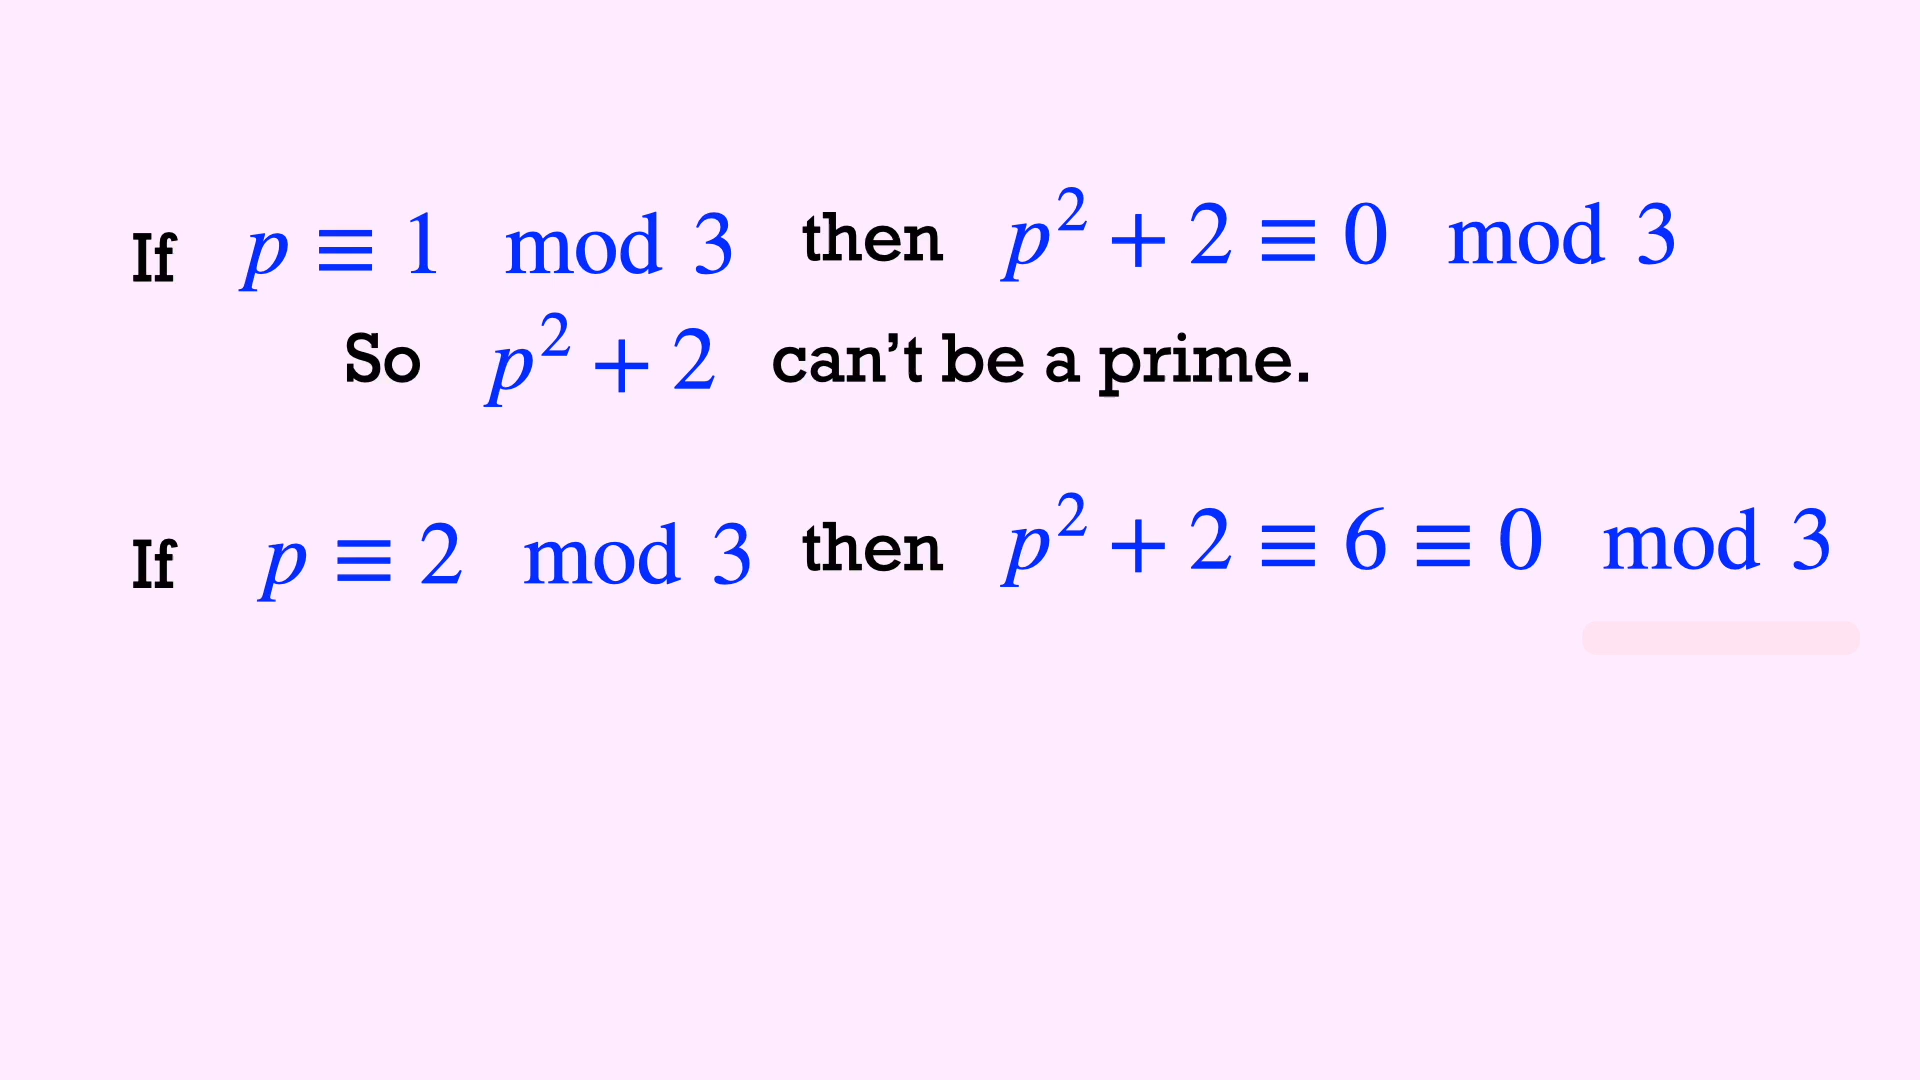 If p ≡ 1 mod 3 then p² + 2 ≡ 0 mod 3
So p² + 2 can’t be a prime.
If p ≡ 2 mod 3 then p² + 2 ≡ 6 ≡ 0 mod 3